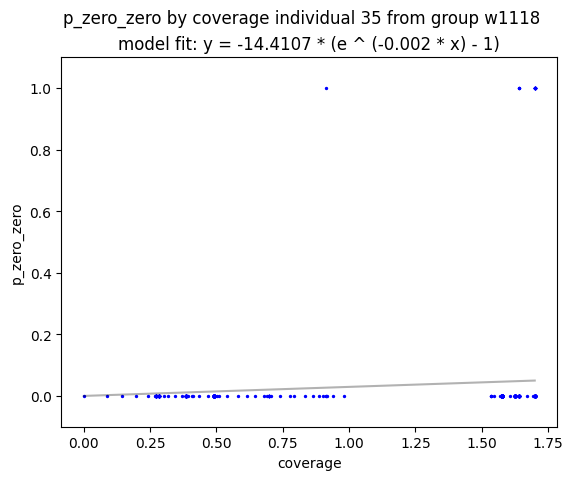 p_zero_zero by coverage individual 35 from group w1118
model fit: y = -14.4107 * (e ^ (-0.002 * x) - 1)
1.0
0.8
0.6
0.4
0.2
0.0
p_zero_zero
0.00 0.25 0.50 0.75 1.00 1.25 1.50 1.75
coverage